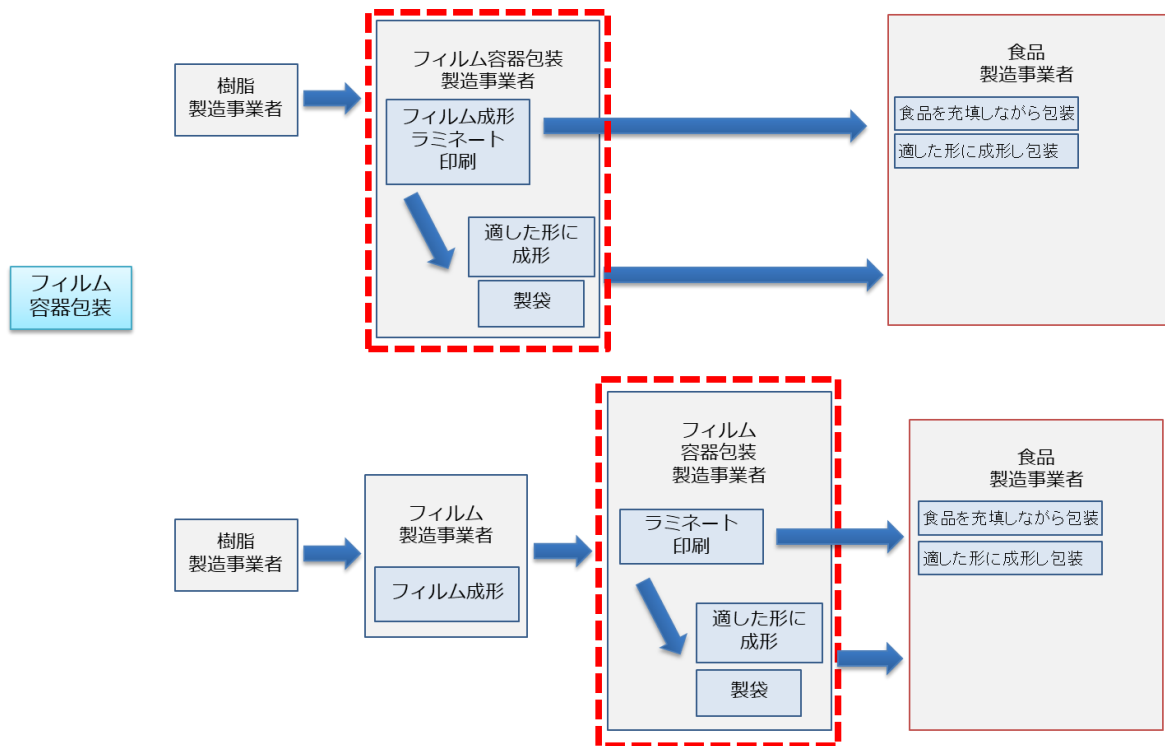 フィルム
容器包装
樹脂
製造事業者
フィルム容器包装
製造事業者
フィルム成形
ラミネート
印刷
適した形に
成形
製袋
食品
製造事業者
食品を充填しながら包装
適した形に成形し包装
樹脂
製造事業者
フィルム
製造事業者
フィルム成形
フィルム
容器包装
製造事業者
ラミネート
印刷
適した形に
成形
製袋
食品
製造事業者
食品を充填しながら包装
適した形に成形し包装